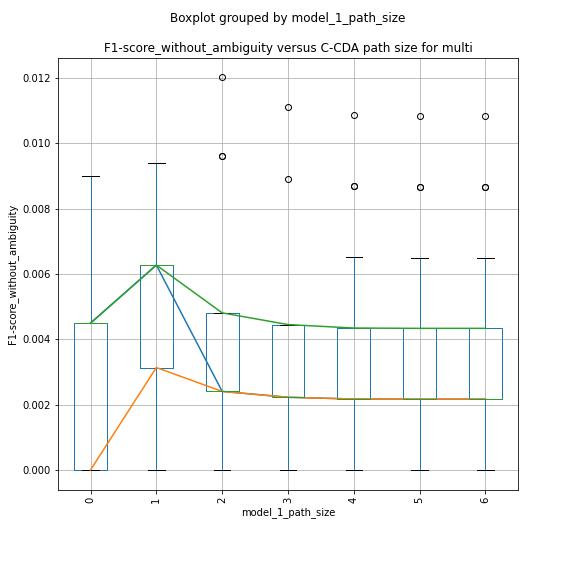 Boxplot grouped by model_1_path_size
F1-score_without_ambiguity versus C-CDA path size for multi
0.012
0.010
0.008
0.006
0.004
0.002
0.000
F1-score_without_ambiguity
0 1 2 3 4 5 6
model_1_path_size